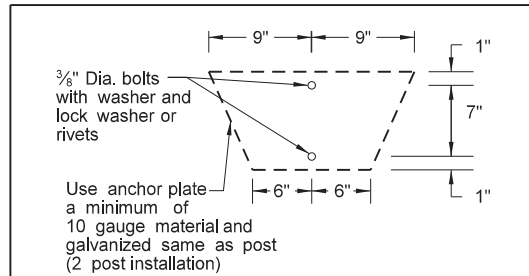 9" 9"
1"
3/8" Dia. bolts
with washer and
lock washer or
rivets
7"
Use anchor plate
a minimum of
10 gauge material and
galvanized same as post
(2 post installation)
6" 6"
1"